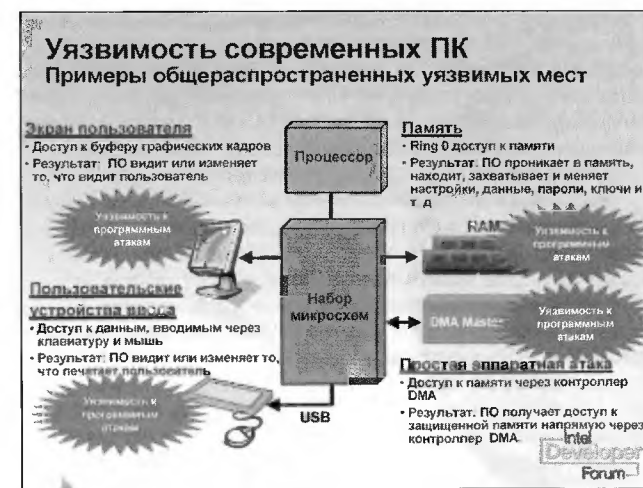 Уязвимость современных ПК
Примеры общераспространенных уязвимых мест
Экран пользователя
• Доступ к буферу графических кадров
• Результат: ПО видит или изменяет
то, что видит пользователь
Уязвимость к
программным
атакам
Пользовательские
устройства ввода
• Доступ к данным, вводимым через
клавиатуру и мышь
• Результат: ПО видит или изменяет то,
что печатает пользователь
Уязвимость к
программным
атакам
Процессор
Набор
микросхем
USB
Память
• Ring 0 доступ к памяти
• Результат: ПО проникает в память,
находит, захватывает и меняет
настройки, данные, пароли, ключи и
т д
RAM
Уязвимость к
программным
атакам
DMA Master
Уязвимость к
программным
атакам
Простая аппаратная атака
• Доступ к памяти через контроллер
DMA
• Результат. ПО получает доступ к
защищенной памяти напрямую через
контроллер DMA.
Intel
Developer
Forum